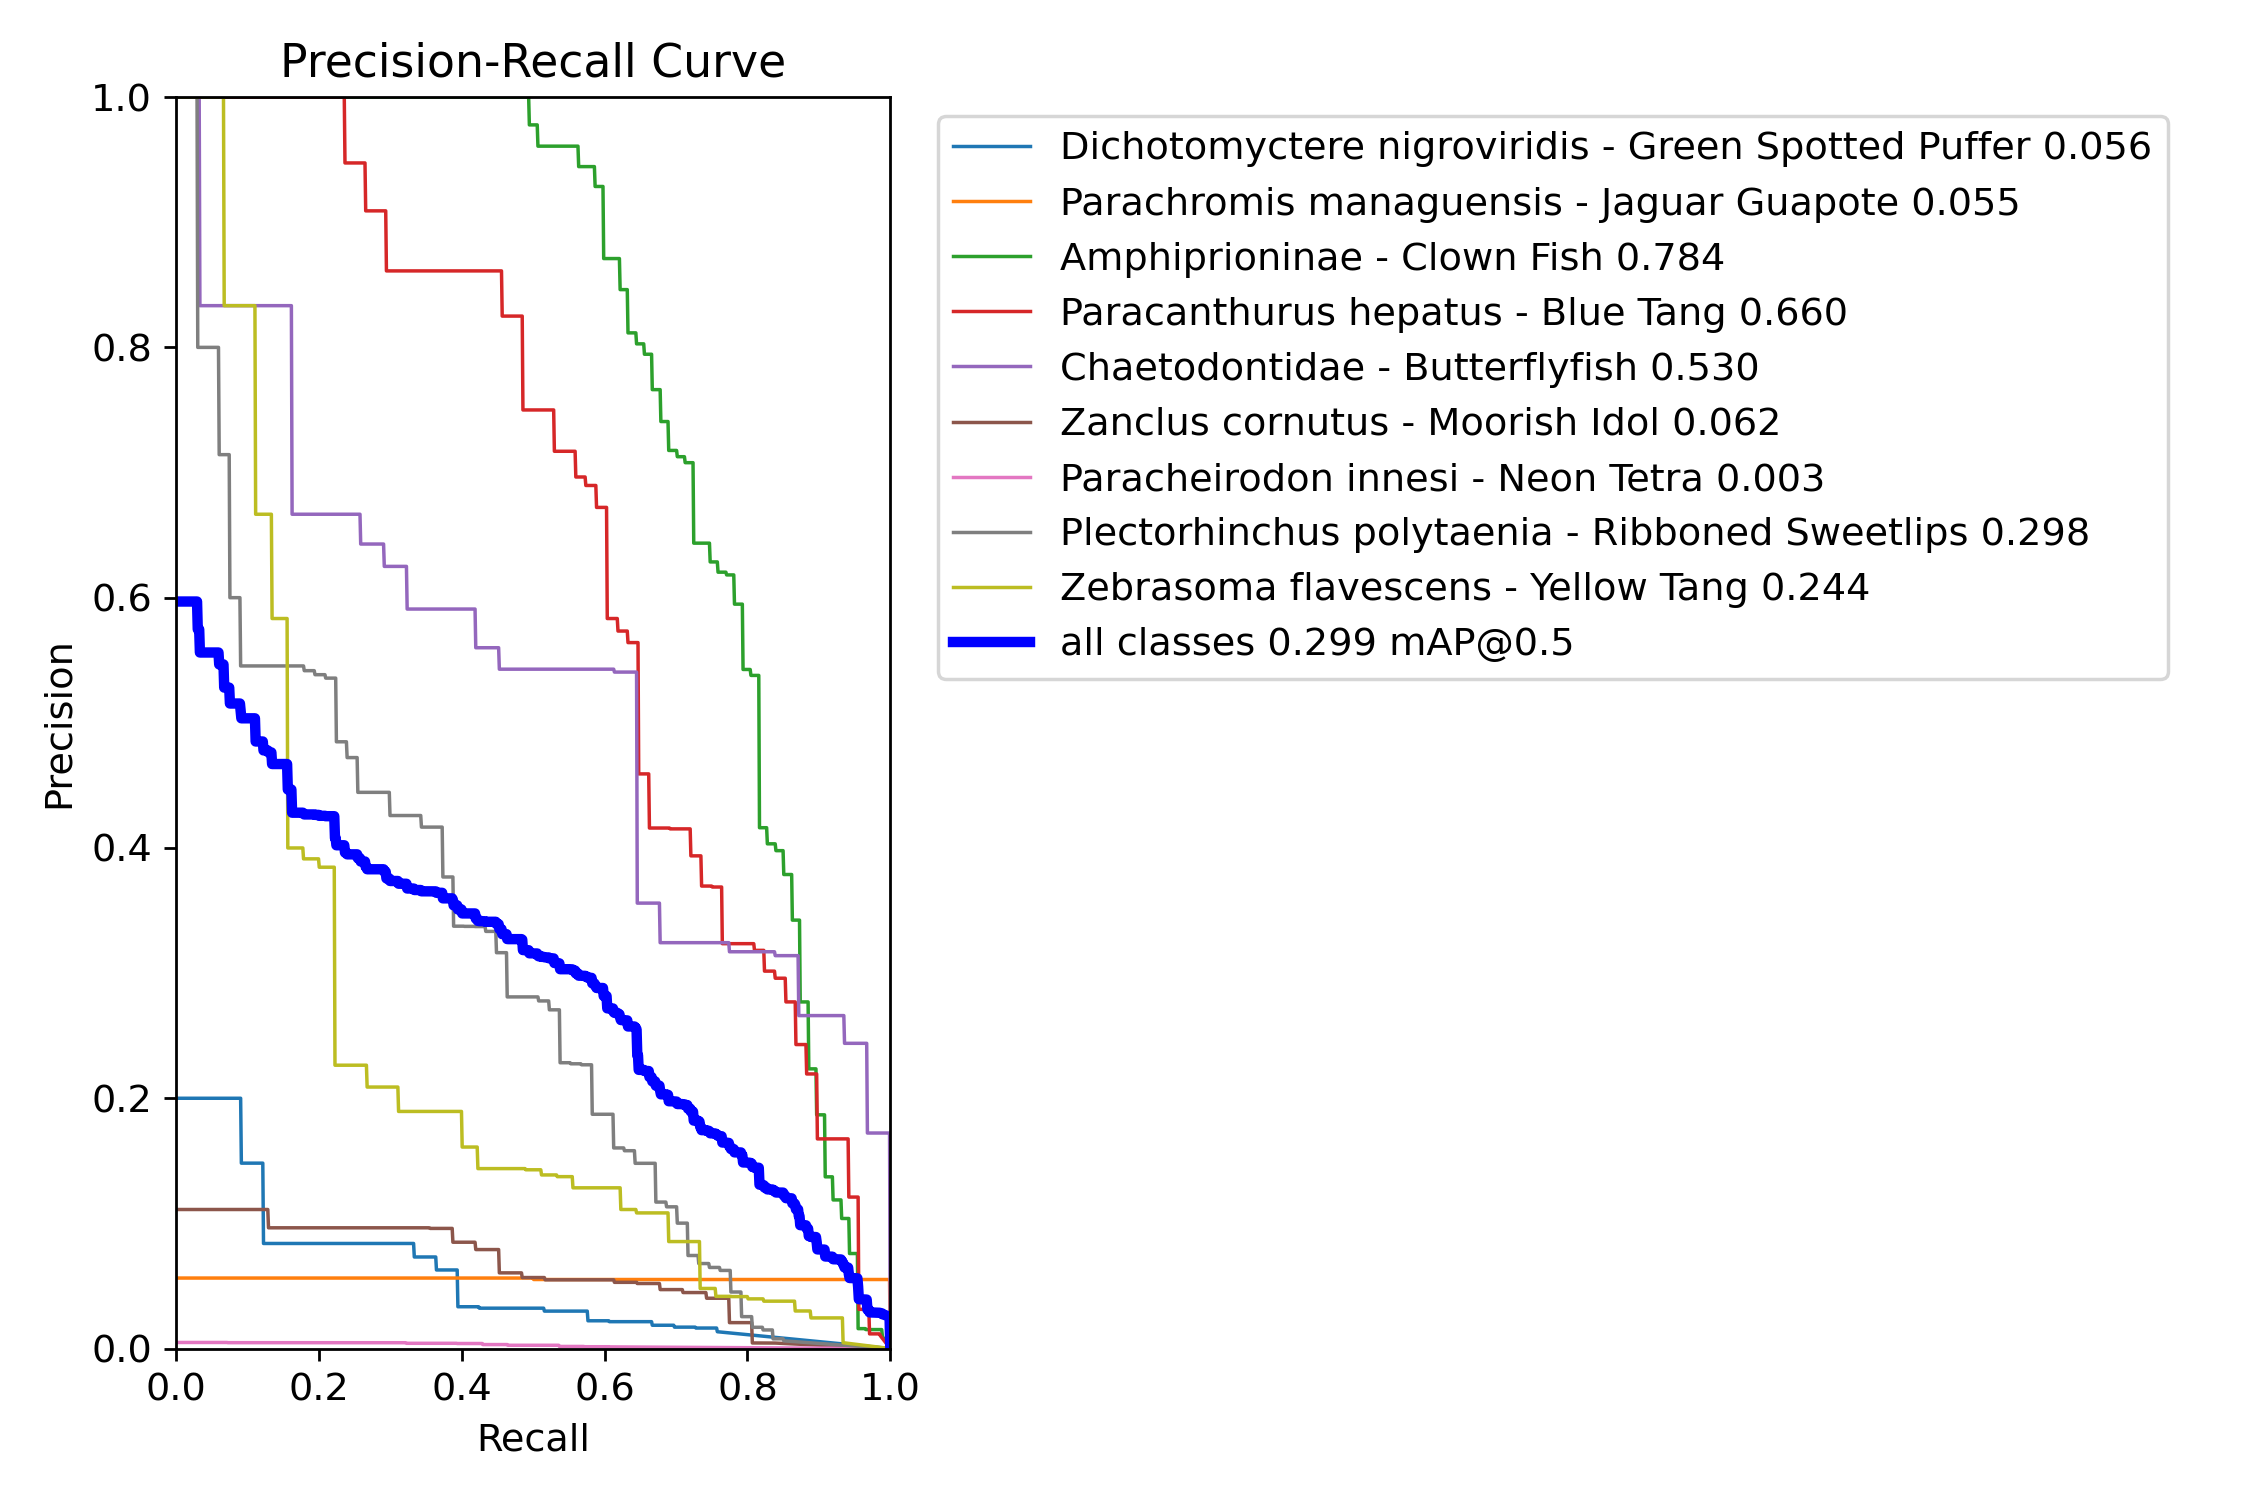 Precision-Recall Curve
1.0
0.8
0.6
0.4
0.2
0.0
Precision
0.0 0.2 0.4 0.6 0.8 1.0
Recall
Dichotomyctere nigroviridis - Green Spotted Puffer 0.056
Parachromis managuensis - Jaguar Guapote 0.055
Amphiprioninae - Clown Fish 0.784
Paracanthurus hepatus - Blue Tang 0.660
Chaetodontidae - Butterflyfish 0.530
Zanclus cornutus - Moorish Idol 0.062
Paracheirodon innesi - Neon Tetra 0.003
Plectorhinchus polytaenia - Ribboned Sweetlips 0.298
Zebrasoma flavescens - Yellow Tang 0.244
all classes 0.299 mAP@0.5